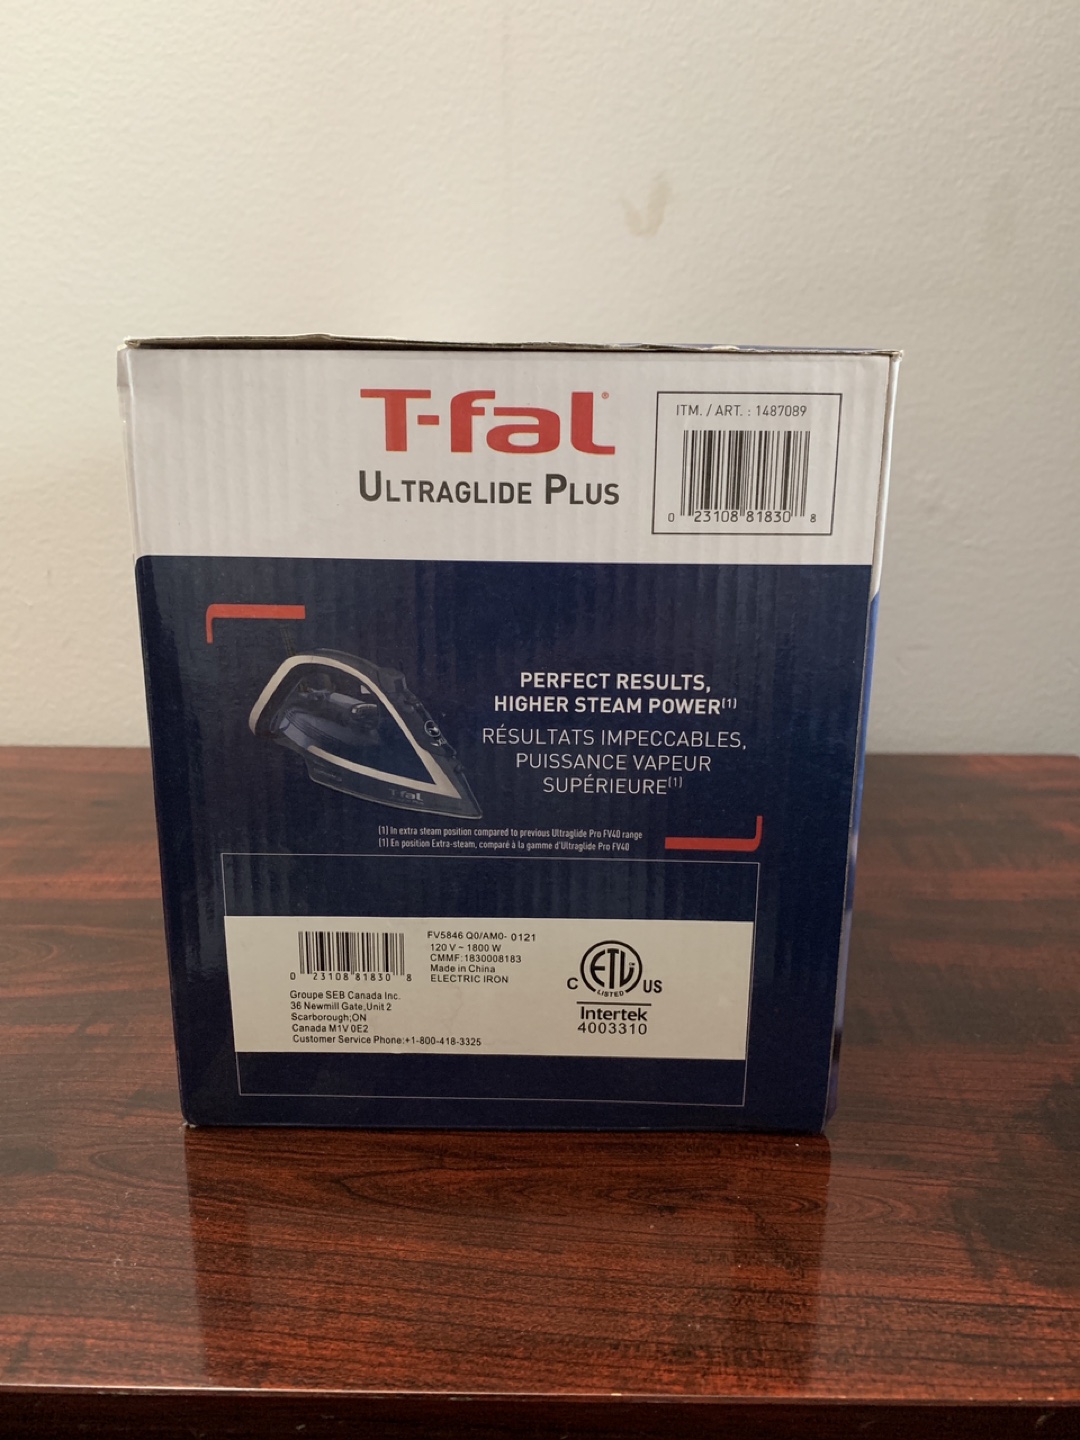 T-fal®
ULTRAGLIDE PLUS
ITM. / ART. : 1487089
0 23108 81830 8
PERFECT RESULTS,
HIGHER STEAM POWER(1)
RÉSULTATS IMPECCABLES,
PUISSANCE VAPEUR
SUPÉRIEURE(1)
T-fal
(1) In extra steam position compared to previous Ultraglide Pro FV40 range
(1) En position Extra-steam, comparé à la gamme d'Ultraglide Pro FV40
0 23108 81830 8
Groupe SEB Canada Inc.
36 Newmill Gate,Unit 2
Scarborough;ON
Canada M1V 0E2
Customer Service Phone:+1-800-418-3325
FV5846 Q0/AM0- 0121
120 V ~ 1800 W
CMMF:1830008183
Made in China
ELECTRIC IRON
C ETL US
LISTED
Intertek
4003310